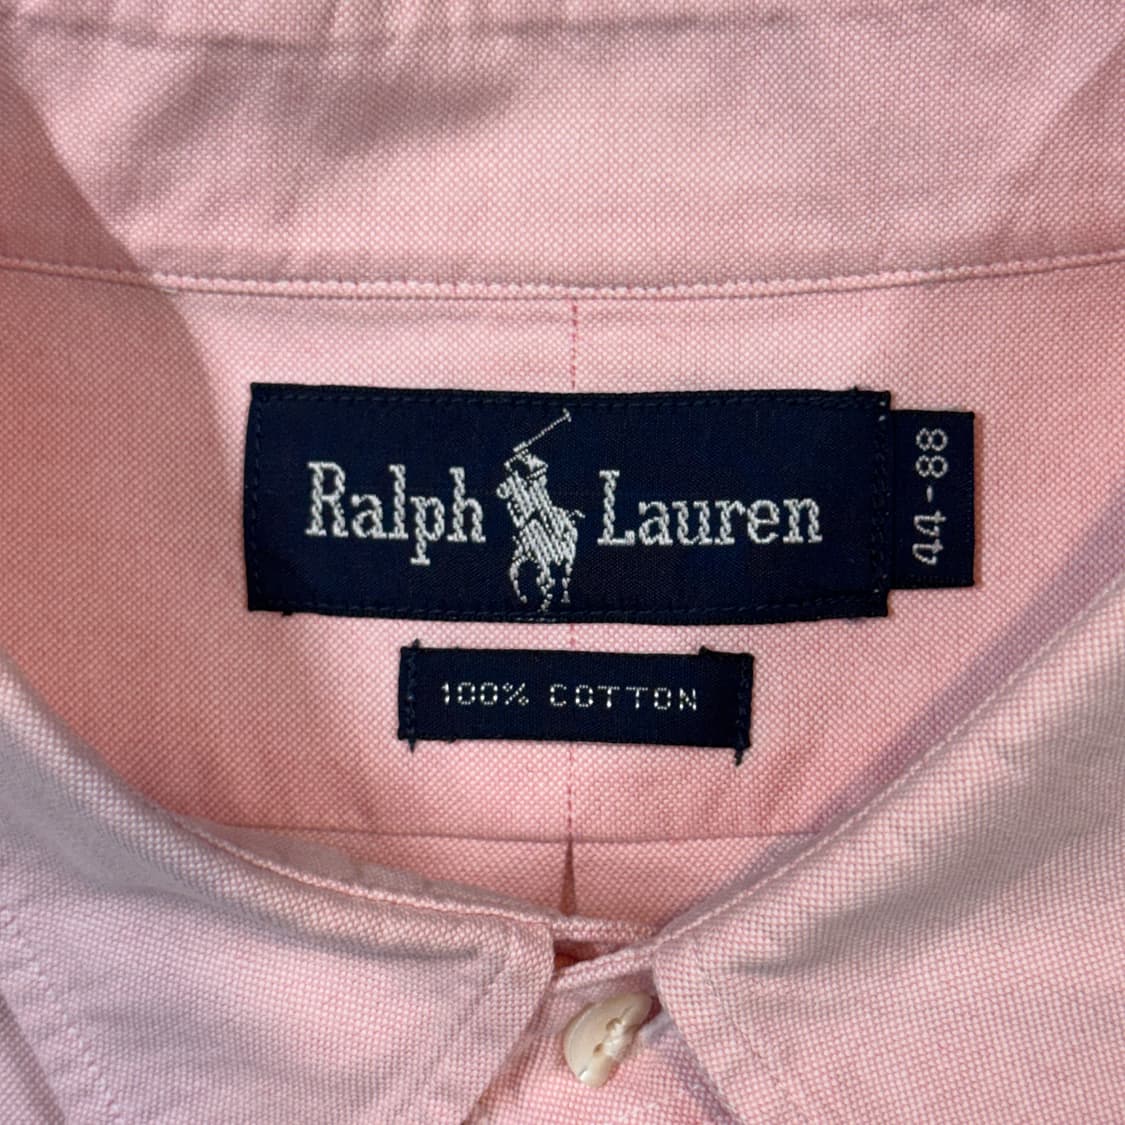 Ralph Lauren
44-88
100% COTTON